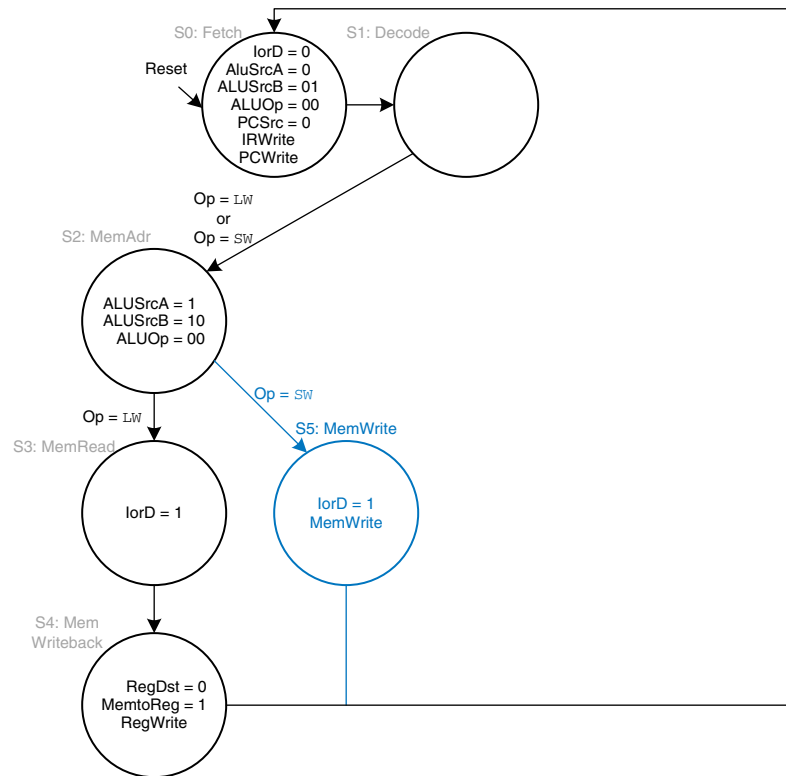 S0: Fetch
S1: Decode
Reset
IorD = 0
AluSrcA = 0
ALUSrcB = 01
ALUOp = 00
PCSrc = 0
IRWrite
PCWrite
Op = LW
or
Op = SW
S2: MemAdr
ALUSrcA = 1
ALUSrcB = 10
ALUOp = 00
Op = SW
Op = LW
S5: MemWrite
S3: MemRead
IorD = 1
IorD = 1
MemWrite
S4: Mem
Writeback
RegDst = 0
MemtoReg = 1
RegWrite